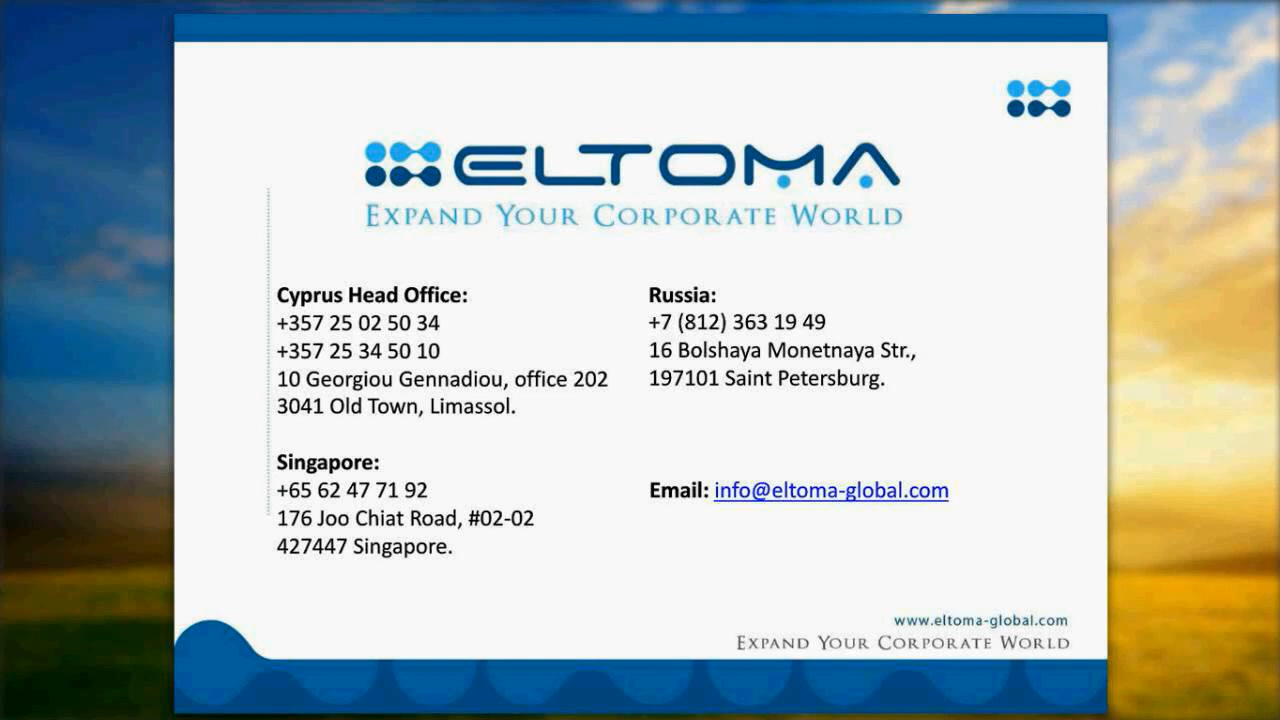 ELTOMA
EXPAND YOUR CORPORATE WORLD
Cyprus Head Office:
+357 25 02 50 34
+357 25 34 50 10
10 Georgiou Gennadiou, office 202
3041 Old Town, Limassol.
Russia:
+7 (812) 363 19 49
16 Bolshaya Monetnaya Str.,
197101 Saint Petersburg.
Singapore:
+65 62 47 71 92
176 Joo Chiat Road, #02-02
427447 Singapore.
Email: info@eltoma-global.com
www.eltoma-global.com
EXPAND YOUR CORPORATE WORLD